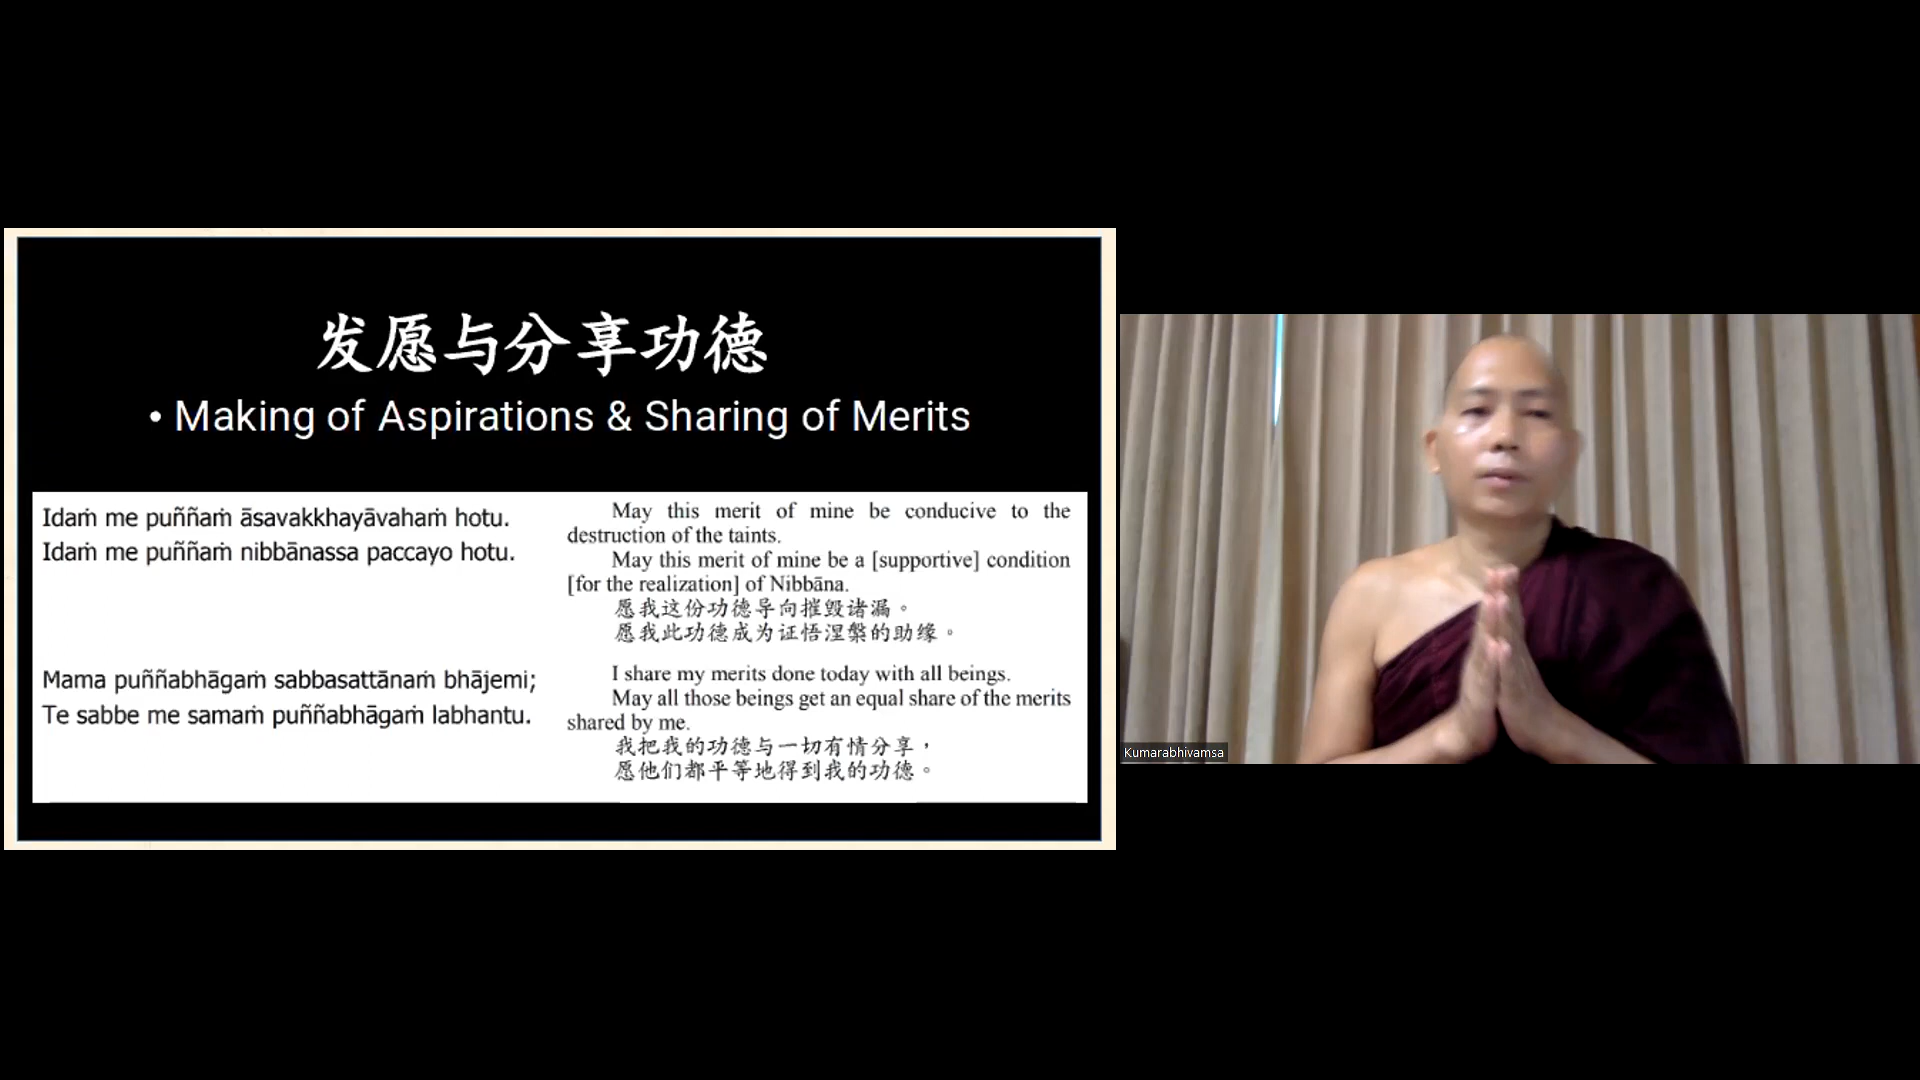 发愿与分享功德
• Making of Aspirations & Sharing of Merits
Idaṁ me puññaṁ āsavakkhayāvahaṁ hotu.
Idaṁ me puññaṁ nibbānassa paccayo hotu.
May this merit of mine be conducive to the
destruction of the taints.
May this merit of mine be a [supportive] condition
[for the realization] of Nibbāna.
愿我这份功德导向摧毁诸漏。
愿我此功德成为证悟涅槃的助缘。
Mama puññabhāgaṁ sabbasattānaṁ bhājemi;
Te sabbe me samaṁ puññabhāgaṁ labhantu.
I share my merits done today with all beings.
May all those beings get an equal share of the merits
shared by me.
我把我的功德与一切有情分享，
愿他们都平等地得到我的功德。
Kumarabhivamsa